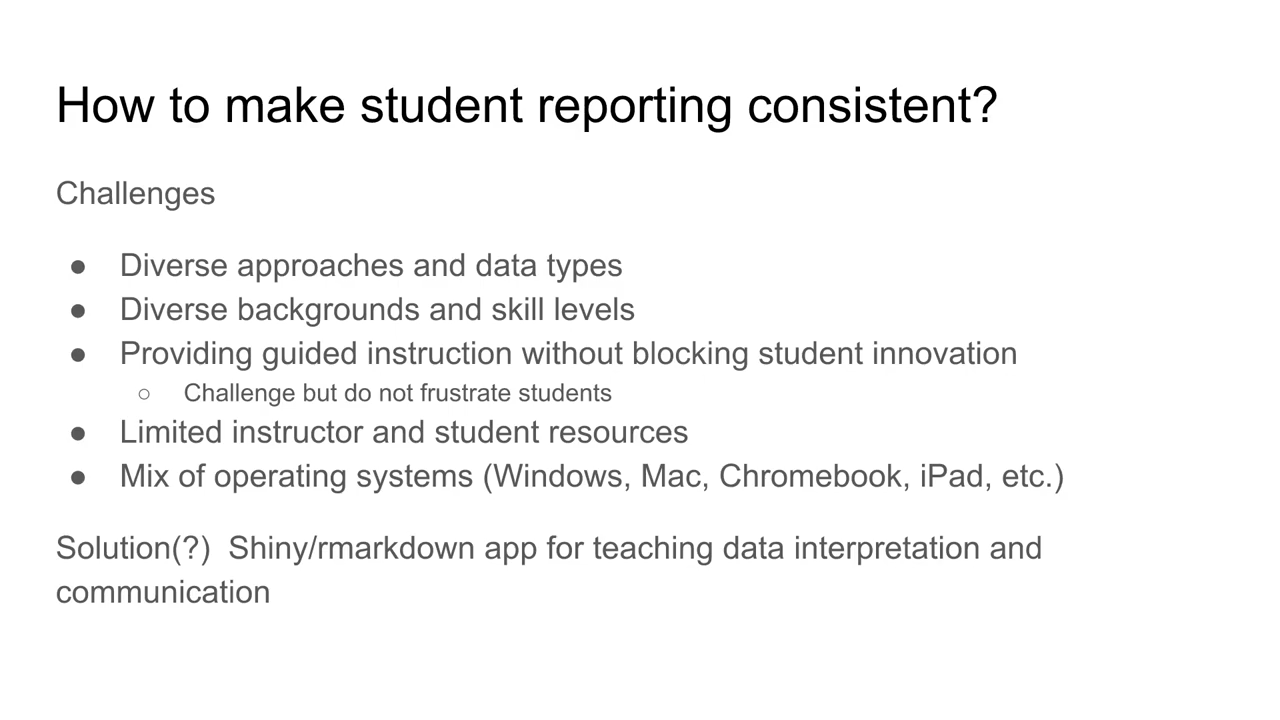 How to make student reporting consistent?
Challenges
● Diverse approaches and data types
● Diverse backgrounds and skill levels
● Providing guided instruction without blocking student innovation
○ Challenge but do not frustrate students
● Limited instructor and student resources
● Mix of operating systems (Windows, Mac, Chromebook, iPad, etc.)
Solution(?)  Shiny/rmarkdown app for teaching data interpretation and
communication